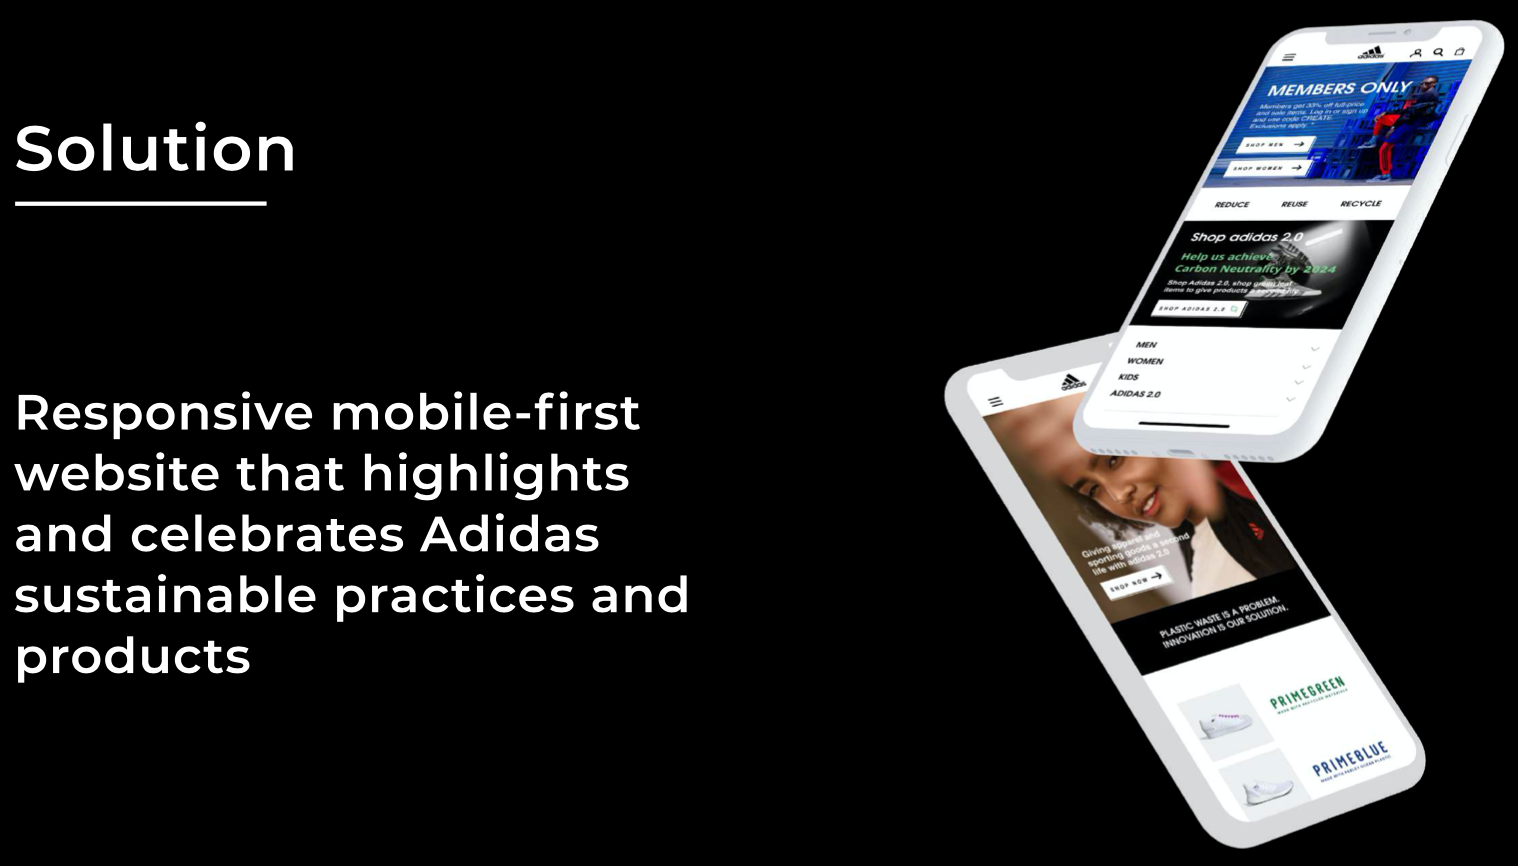 Solution
Responsive mobile-first
website that highlights
and celebrates Adidas
sustainable practices and
products
adidas
MEMBERS ONLY
Members get 33% off full-price
and sale items. Log in or sign up
and use code CREATE.
Exclusions apply.
SHOP MEN
SHOP WOMEN
REDUCE REUSE RECYCLE
Shop adidas 2.0
Help us achieve
Carbon Neutrality by 2024
Shop Adidas 2.0, shop
items to give products a
SHOP ADIDAS 2.0
MEN
WOMEN
KIDS
ADIDAS 2.0
adidas
Giving apparel and
sporting goods a second
life with adidas 2.0
SHOP NOW
PLASTIC WASTE IS A PROBLEM.
INNOVATION IS OUR SOLUTION.
PRIMEGREEN
MADE WITH RECYCLED MATERIALS
PRIMEBLUE
MADE WITH PARLEY OCEAN PLASTIC